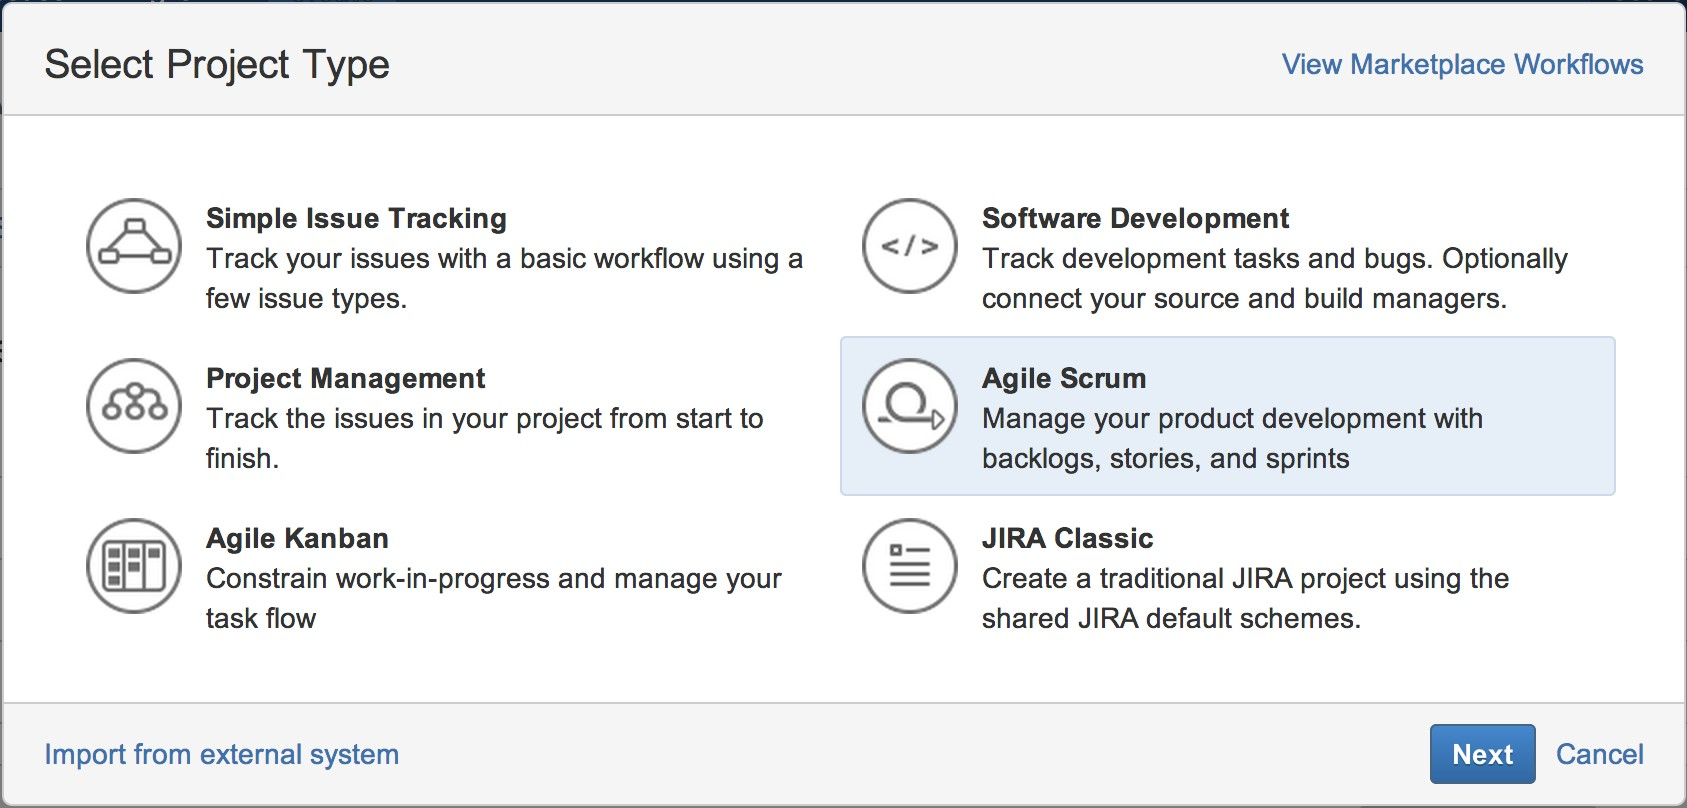 Select Project Type
View Marketplace Workflows
Simple Issue Tracking
Track your issues with a basic workflow using a
few issue types.
Software Development
Track development tasks and bugs. Optionally
connect your source and build managers.
Project Management
Track the issues in your project from start to
finish.
Agile Scrum
Manage your product development with
backlogs, stories, and sprints
Agile Kanban
Constrain work-in-progress and manage your
task flow
JIRA Classic
Create a traditional JIRA project using the
shared JIRA default schemes.
Import from external system
Next
Cancel